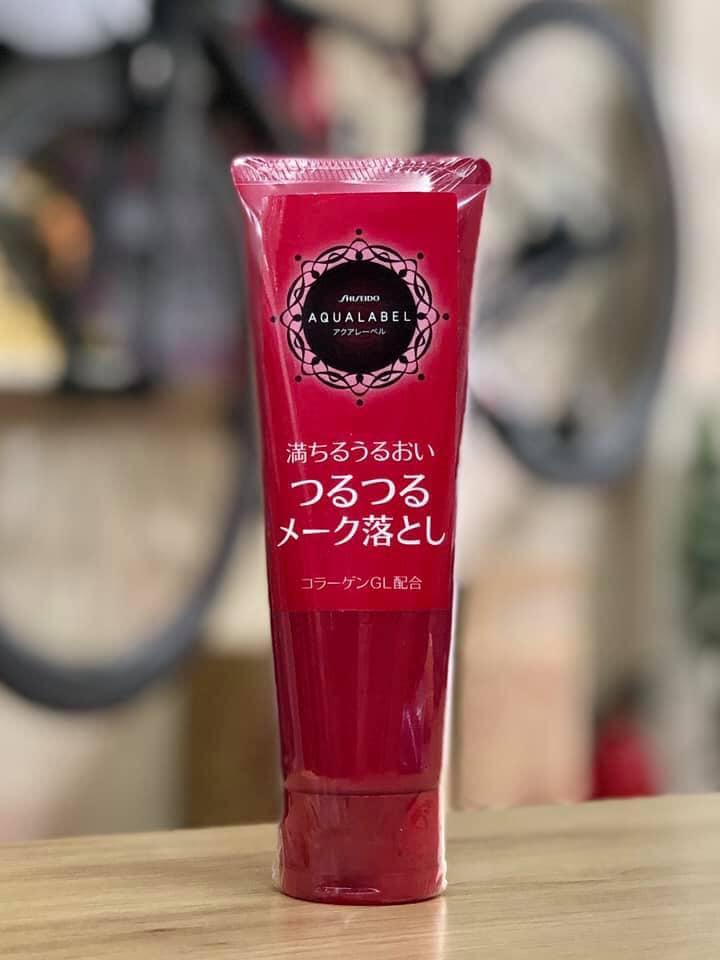 SHISEIDO
AQUALABEL
アクアレーベル
満ちるうるおい
つるつる
メーク落とし
コラーゲンGL配合